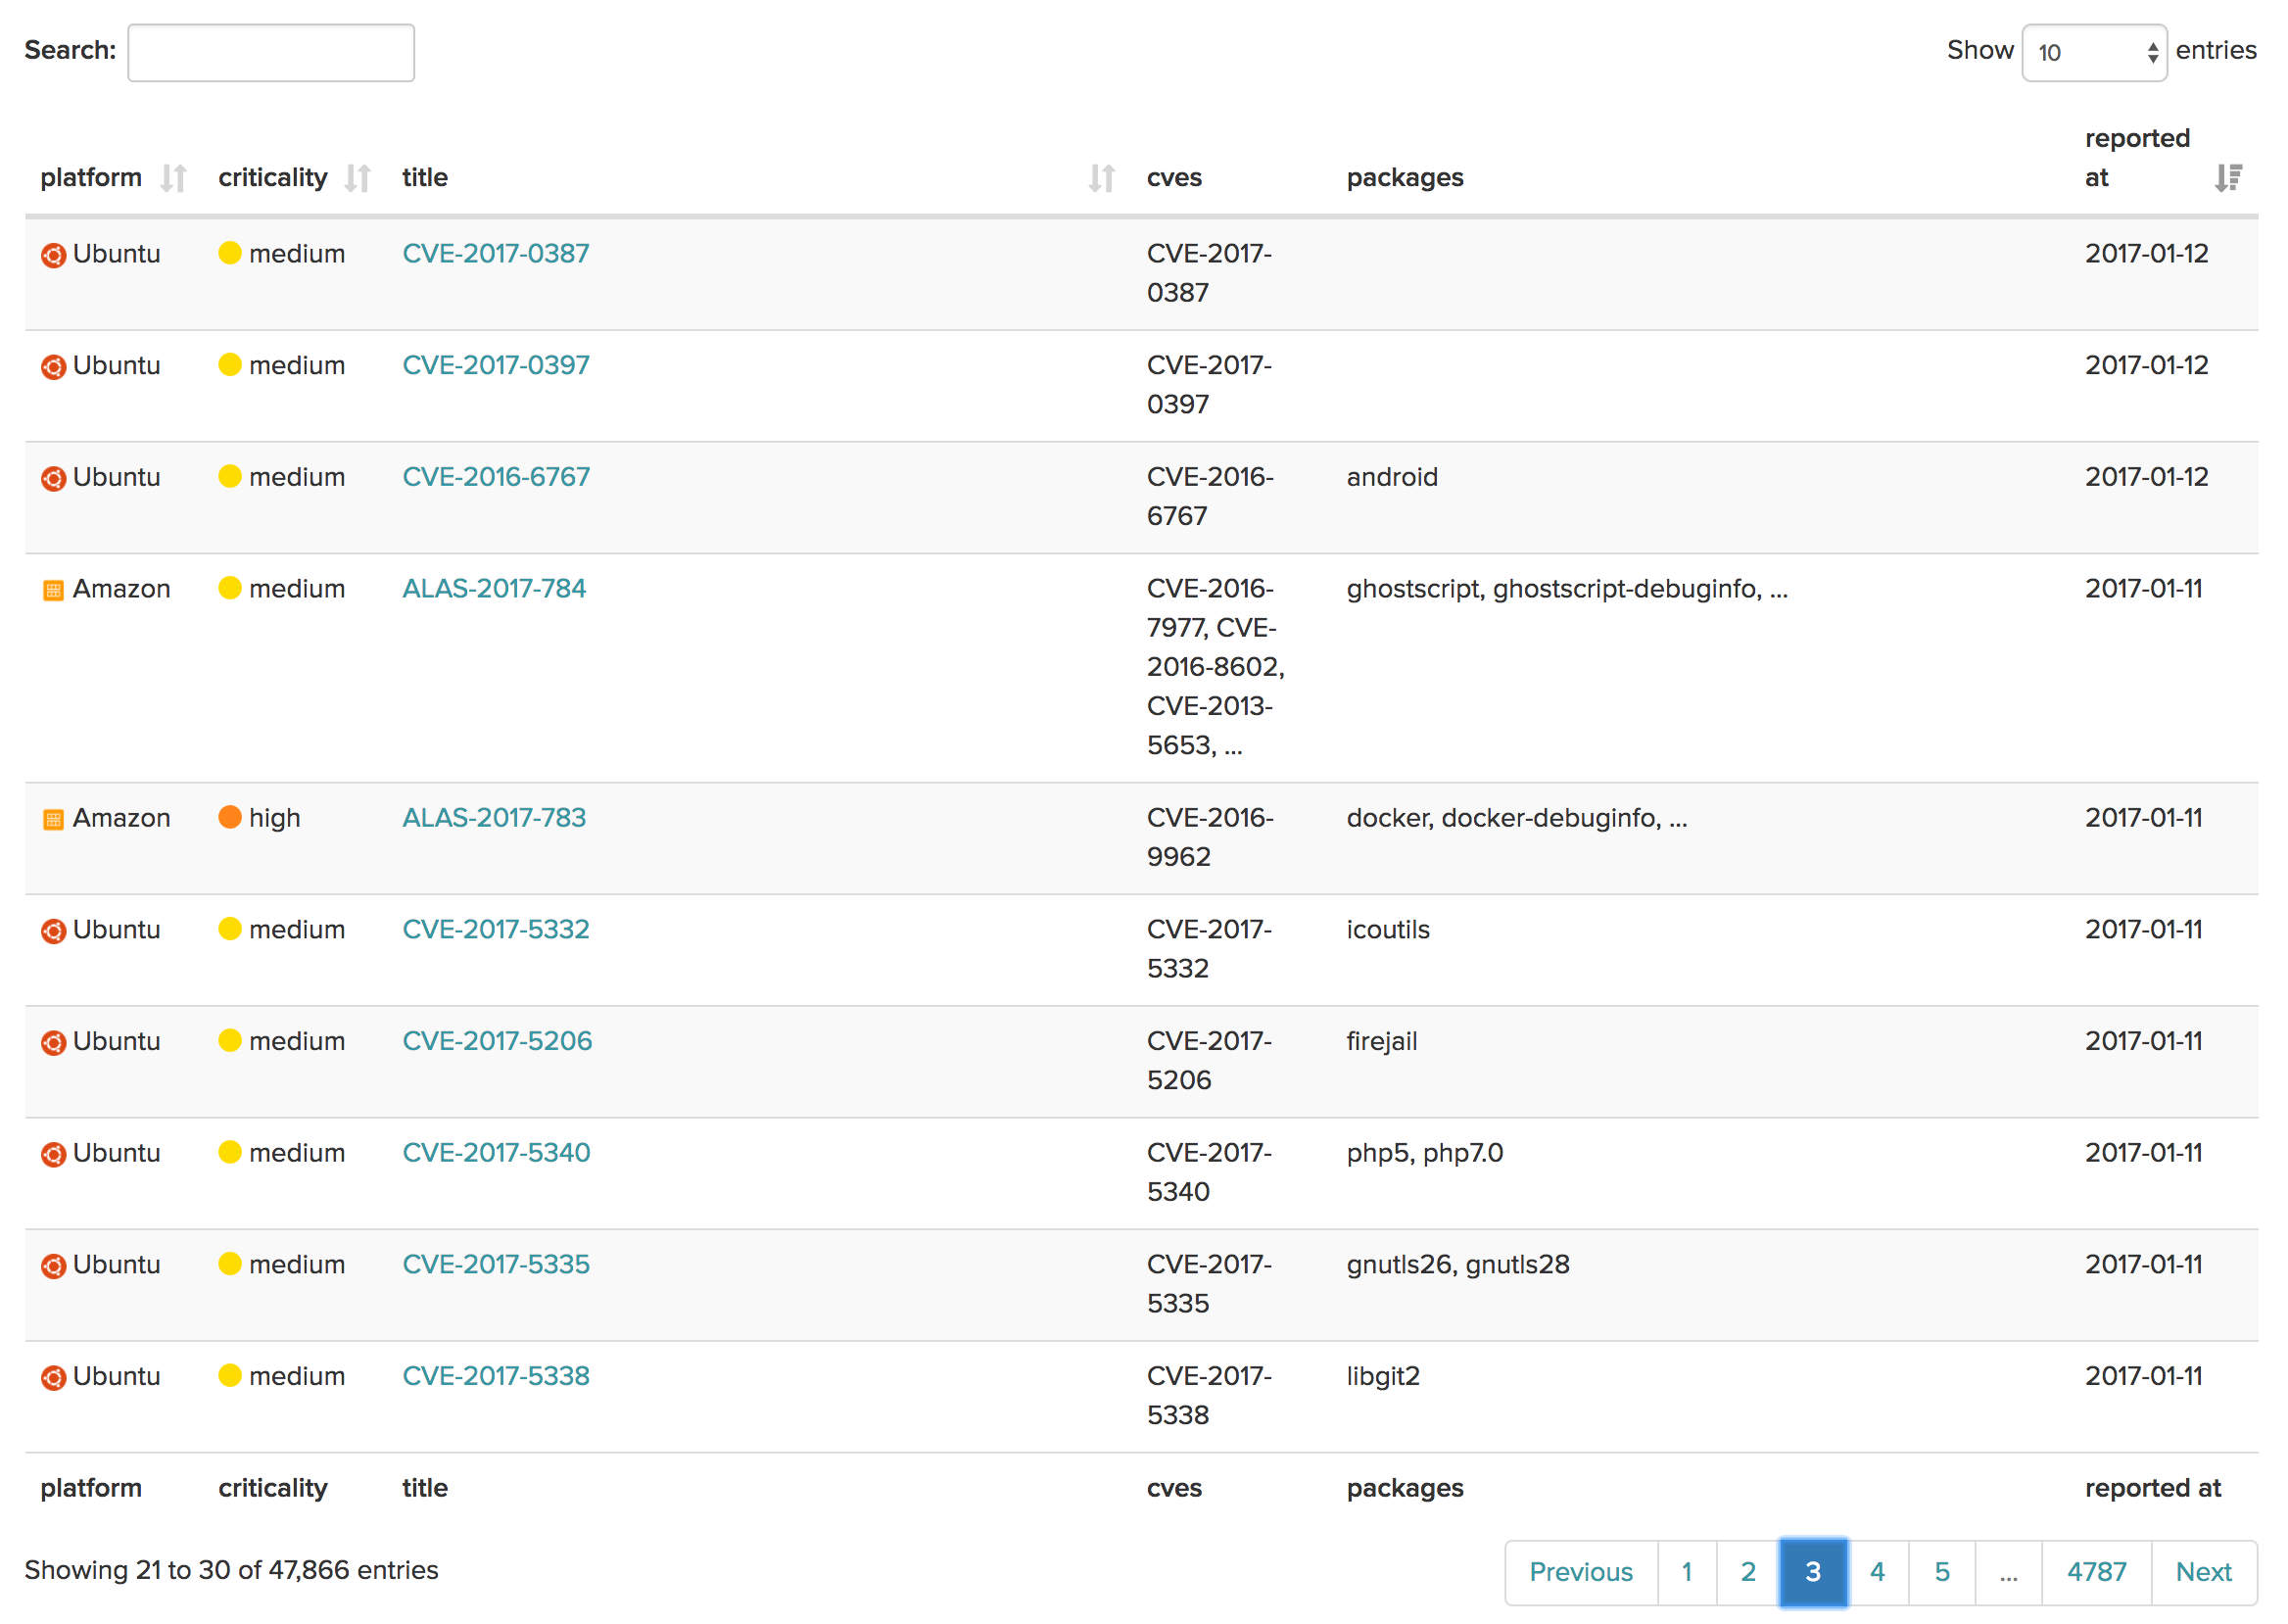 Search: Show 10 entries
reported
platform criticality title cves packages at
Ubuntu medium CVE-2017-0387 CVE-2017- 2017-01-12
0387
Ubuntu medium CVE-2017-0397 CVE-2017- 2017-01-12
0397
Ubuntu medium CVE-2016-6767 CVE-2016- android 2017-01-12
6767
Amazon medium ALAS-2017-784 CVE-2016- ghostscript, ghostscript-debuginfo, ... 2017-01-11
7977, CVE-
2016-8602,
CVE-2013-
5653, ...
Amazon high ALAS-2017-783 CVE-2016- docker, docker-debuginfo, ... 2017-01-11
9962
Ubuntu medium CVE-2017-5332 CVE-2017- icoutils 2017-01-11
5332
Ubuntu medium CVE-2017-5206 CVE-2017- firejail 2017-01-11
5206
Ubuntu medium CVE-2017-5340 CVE-2017- php5, php7.0 2017-01-11
5340
Ubuntu medium CVE-2017-5335 CVE-2017- gnutls26, gnutls28 2017-01-11
5335
Ubuntu medium CVE-2017-5338 CVE-2017- libgit2 2017-01-11
5338
platform criticality title cves packages reported at
Showing 21 to 30 of 47,866 entries Previous 1 2 3 4 5 ... 4787 Next